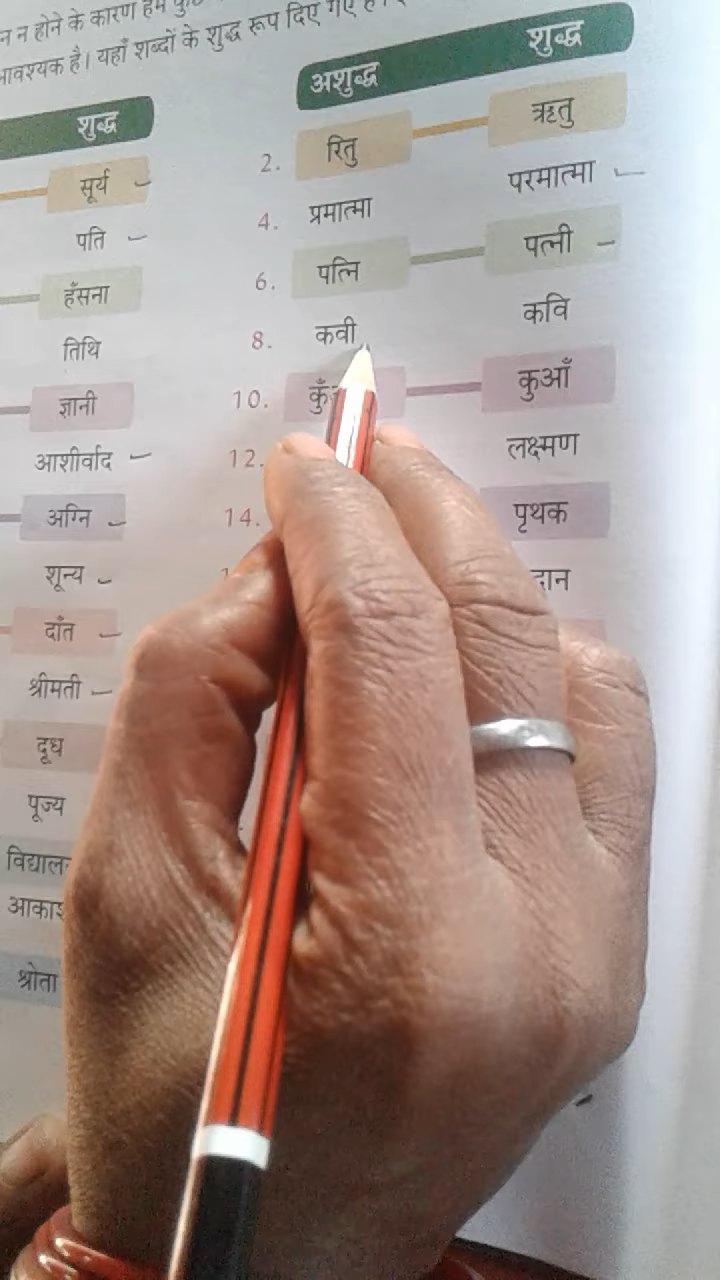 न न होने के कारण हम कुछ
आवश्यक है। यहाँ शब्दों के शुद्ध रूप दिए गए हैं।
शुद्ध
सूर्य
पति
हँसना
तिथि
ज्ञानी
आशीर्वाद
अग्नि
शून्य
दाँत
श्रीमती
दूध
पूज्य
श्रोता
अशुद्ध शुद्ध
2. रितु ऋतु
4. प्रमात्मा परमात्मा
6. पत्नि पत्नी
8. कवी कवि
10. कुआँ
12. लक्ष्मण
14. पृथक